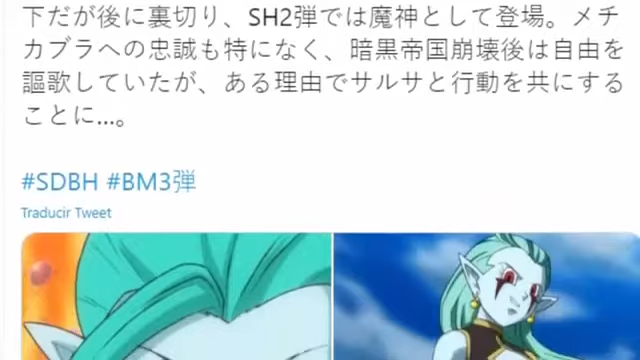 下だが後に裏切り、SH2弾では魔神として登場。メチ
カブラへの忠誠も特になく、暗黒帝国崩壊後は自由を
謳歌していたが、ある理由でサルサと行動を共にする
ことに...。
#SDBH #BM3弾
Traducir Tweet